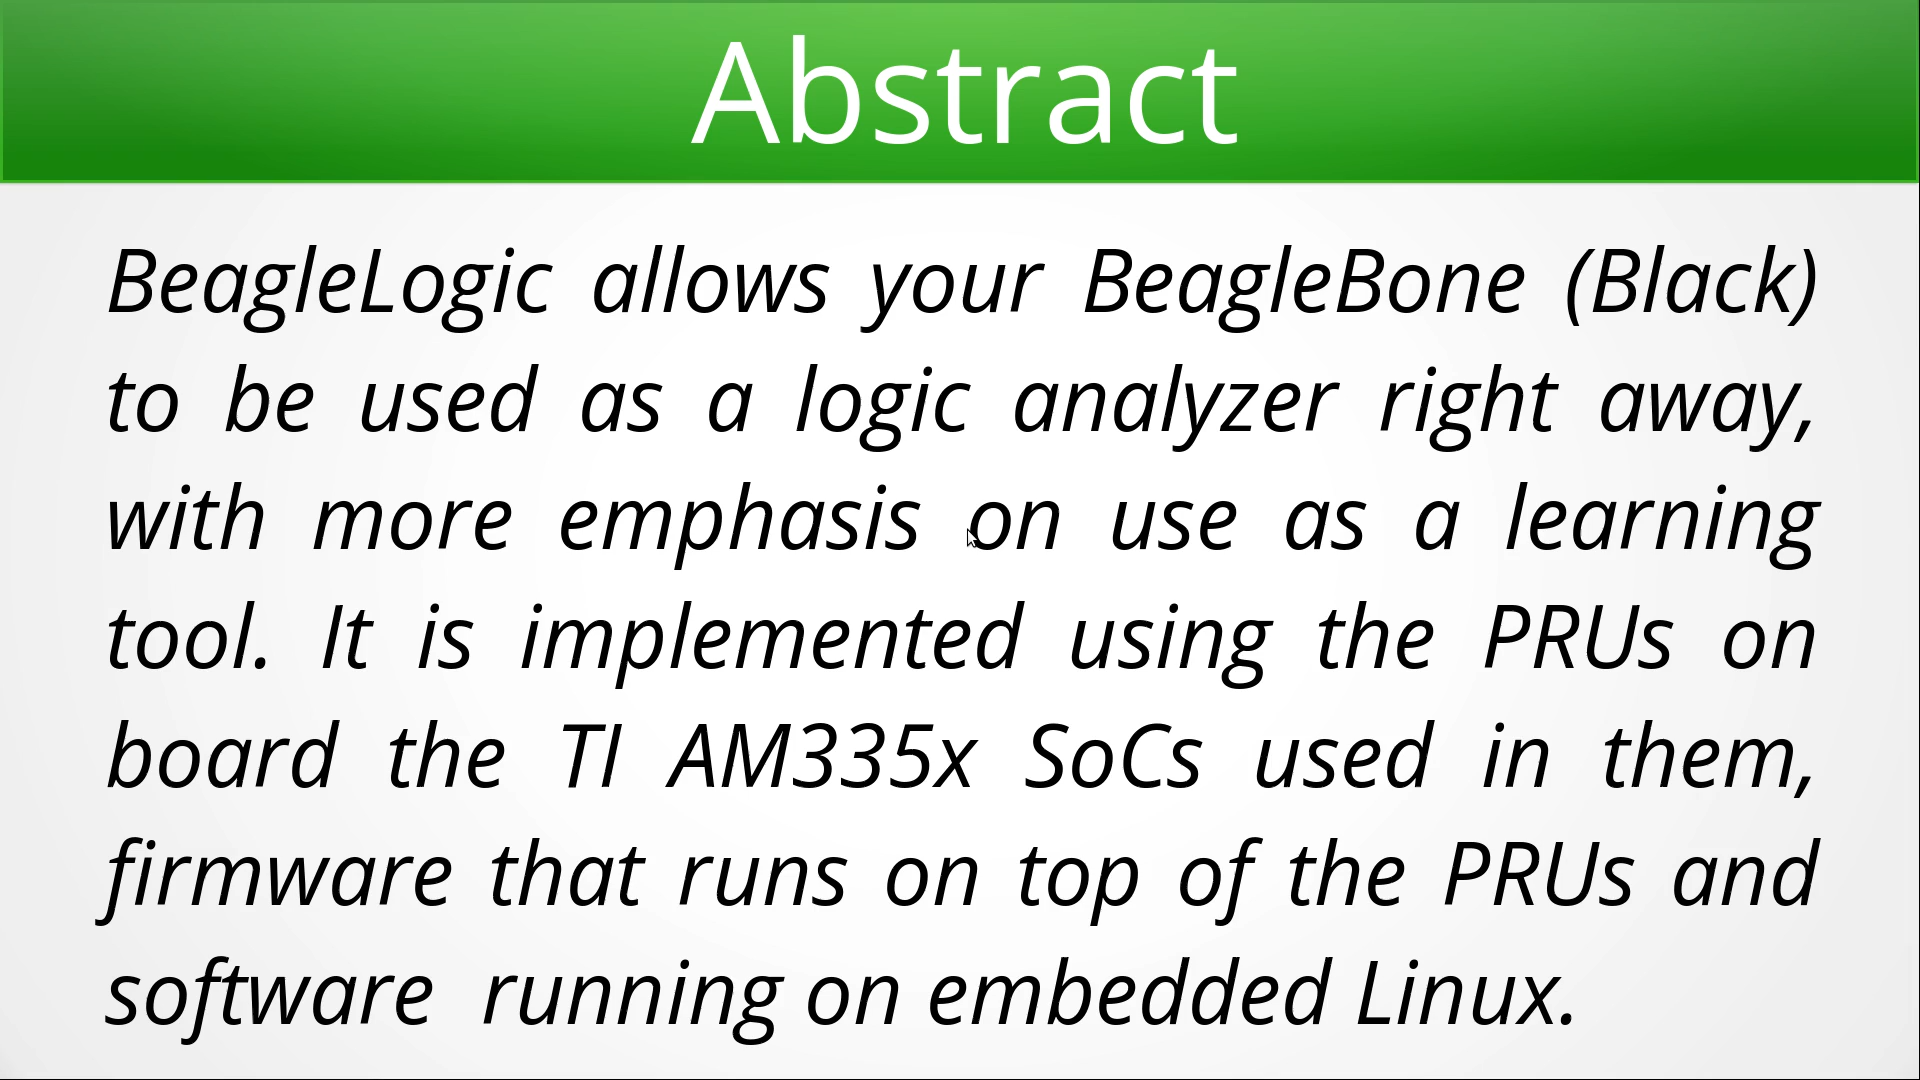 Abstract
BeagleLogic allows your BeagleBone (Black)
to be used as a logic analyzer right away,
with more emphasis on use as a learning
tool. It is implemented using the PRUs on
board the TI AM335x SoCs used in them,
firmware that runs on top of the PRUs and
software running on embedded Linux.